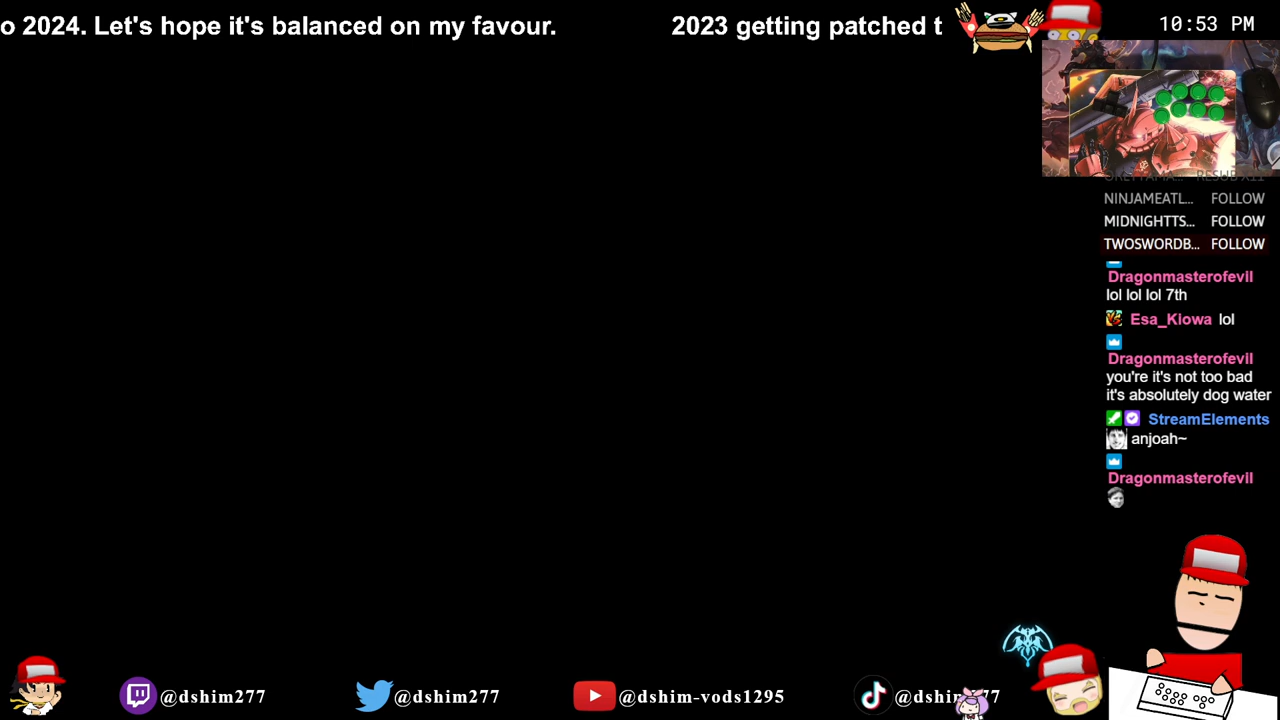 o 2024. Let's hope it's balanced on my favour.
2023 getting patched t
10:53 PM
NINJAMEATL... FOLLOW
MIDNIGHTTS... FOLLOW
TWOSWORDB... FOLLOW
Dragonmasterofevil
lol lol lol 7th
Esa_Kiowa lol
Dragonmasterofevil
you're it's not too bad
it's absolutely dog water
StreamElements
anjoah~
Dragonmasterofevil
@dshim277
@dshim277
@dshim-vods1295